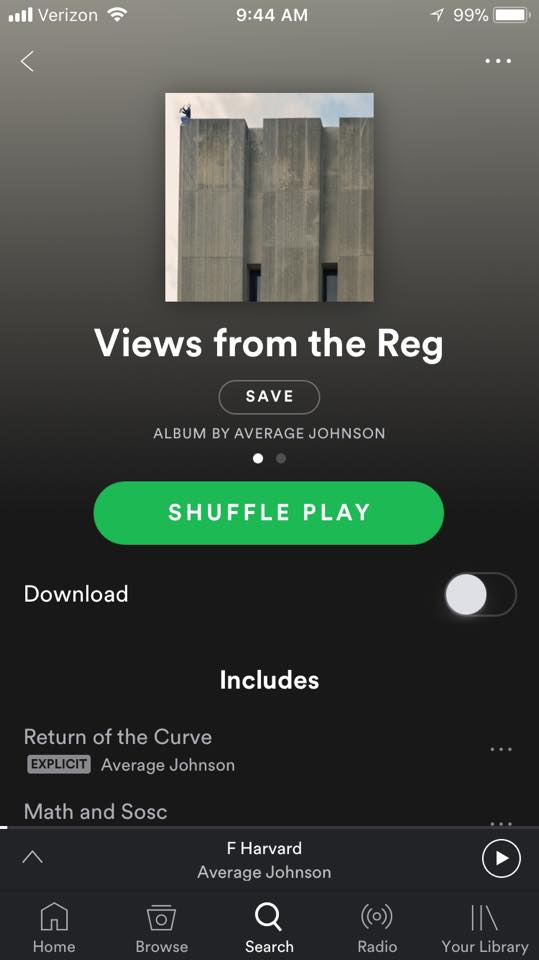 Verizon 9:44 AM 99%
Views from the Reg
SAVE
ALBUM BY AVERAGE JOHNSON
SHUFFLE PLAY
Download
Includes
Return of the Curve
EXPLICIT Average Johnson
Math and Sosc
F Harvard
Average Johnson
Home Browse Search Radio Your Library